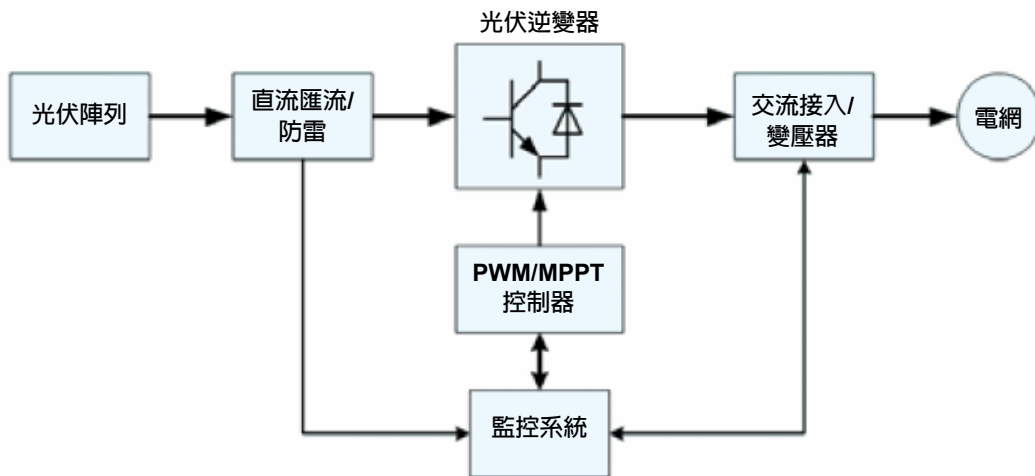 光伏逆變器
光伏陣列
直流匯流/
防雷
交流接入/
變壓器
電網
PWM/MPPT
控制器
監控系統